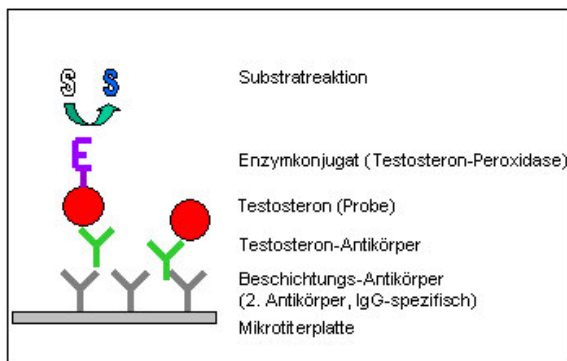 S S
Substratreaktion
E
Enzymkonjugat (Testosteron-Peroxidase)
Testosteron (Probe)
Testosteron-Antikörper
Beschichtungs-Antikörper
(2. Antikörper, IgG-spezifisch)
Mikrotiterplatte